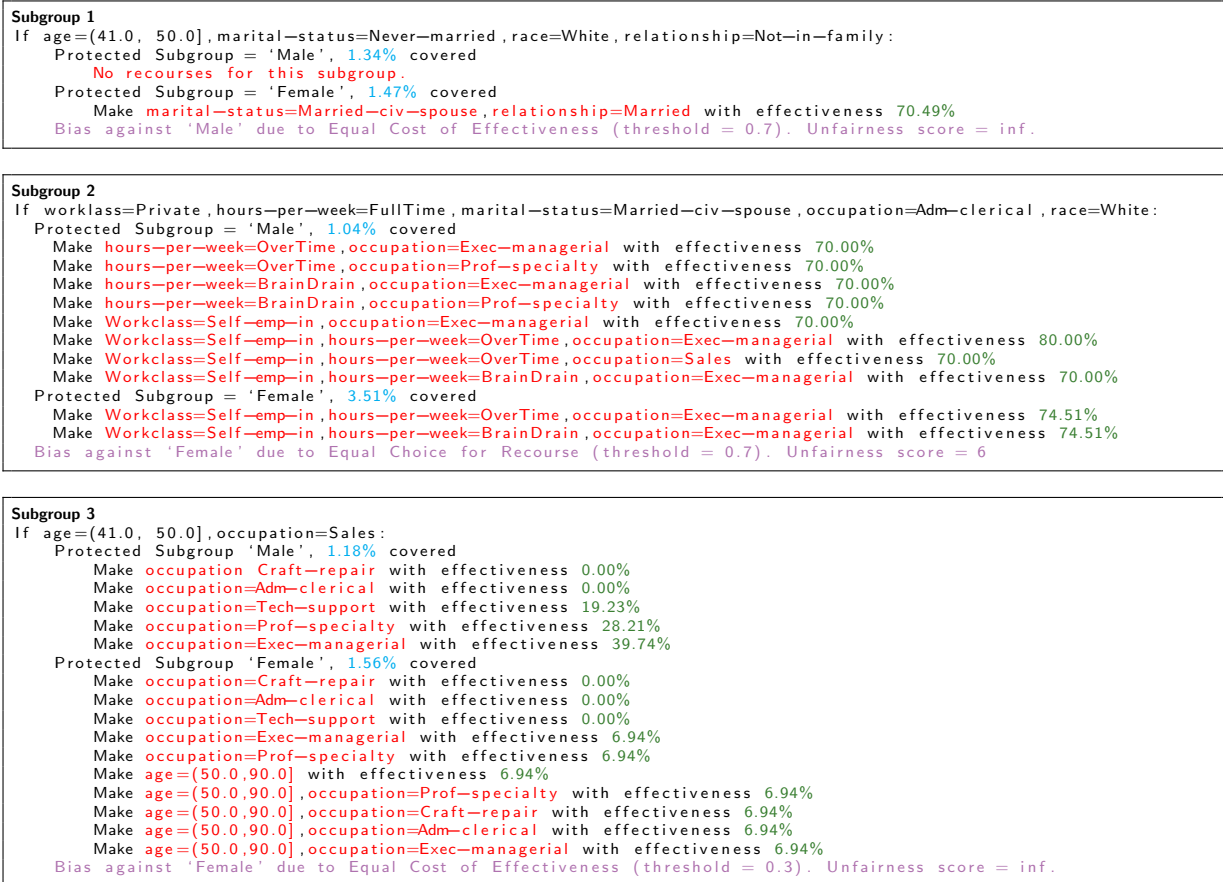 Subgroup 1
If age=(41.0, 50.0],marital—status=Never—married,race=White,relationship=Not—in—family:
Protected Subgroup = ‘Male’, 1.34% covered
No recourses for this subgroup.
Protected Subgroup = ‘Female’, 1.47% covered
Make marital—status=Married—civ—spouse,relationship=Married with effectiveness 70.49%
Bias against ‘Male’ due to Equal Cost of Effectiveness (threshold = 0.7). Unfairness score = inf.
Subgroup 2
If worklass=Private,hours—per—week=FullTime,marital—status=Married—civ—spouse,occupation=Adm—clerical,race=White:
Protected Subgroup = ‘Male’, 1.04% covered
Make hours—per—week=OverTime,occupation=Exec—managerial with effectiveness 70.00%
Make hours—per—week=OverTime,occupation=Prof—specialty with effectiveness 70.00%
Make hours—per—week=BrainDrain,occupation=Exec—managerial with effectiveness 70.00%
Make hours—per—week=BrainDrain,occupation=Prof—specialty with effectiveness 70.00%
Make Workclass=Self—emp—in,occupation=Exec—managerial with effectiveness 70.00%
Make Workclass=Self—emp—in,hours—per—week=OverTime,occupation=Exec—managerial with effectiveness 80.00%
Make Workclass=Self—emp—in,hours—per—week=OverTime,occupation=Sales with effectiveness 70.00%
Make Workclass=Self—emp—in,hours—per—week=BrainDrain,occupation=Exec—managerial with effectiveness 70.00%
Protected Subgroup = ‘Female’, 3.51% covered
Make Workclass=Self—emp—in,hours—per—week=OverTime,occupation=Exec—managerial with effectiveness 74.51%
Make Workclass=Self—emp—in,hours—per—week=BrainDrain,occupation=Exec—managerial with effectiveness 74.51%
Bias against ‘Female’ due to Equal Choice for Recourse (threshold = 0.7). Unfairness score = 6
Subgroup 3
If age=(41.0, 50.0],occupation=Sales:
Protected Subgroup ‘Male’, 1.18% covered
Make occupation Craft—repair with effectiveness 0.00%
Make occupation=Adm—clerical with effectiveness 0.00%
Make occupation=Tech—support with effectiveness 19.23%
Make occupation=Prof—specialty with effectiveness 28.21%
Make occupation=Exec—managerial with effectiveness 39.74%
Protected Subgroup ‘Female’, 1.56% covered
Make occupation=Craft—repair with effectiveness 0.00%
Make occupation=Adm—clerical with effectiveness 0.00%
Make occupation=Tech—support with effectiveness 0.00%
Make occupation=Exec—managerial with effectiveness 6.94%
Make occupation=Prof—specialty with effectiveness 6.94%
Make age=(50.0,90.0] with effectiveness 6.94%
Make age=(50.0,90.0],occupation=Prof—specialty with effectiveness 6.94%
Make age=(50.0,90.0],occupation=Craft—repair with effectiveness 6.94%
Make age=(50.0,90.0],occupation=Adm—clerical with effectiveness 6.94%
Make age=(50.0,90.0],occupation=Exec—managerial with effectiveness 6.94%
Bias against ‘Female’ due to Equal Cost of Effectiveness (threshold = 0.3). Unfairness score = inf.